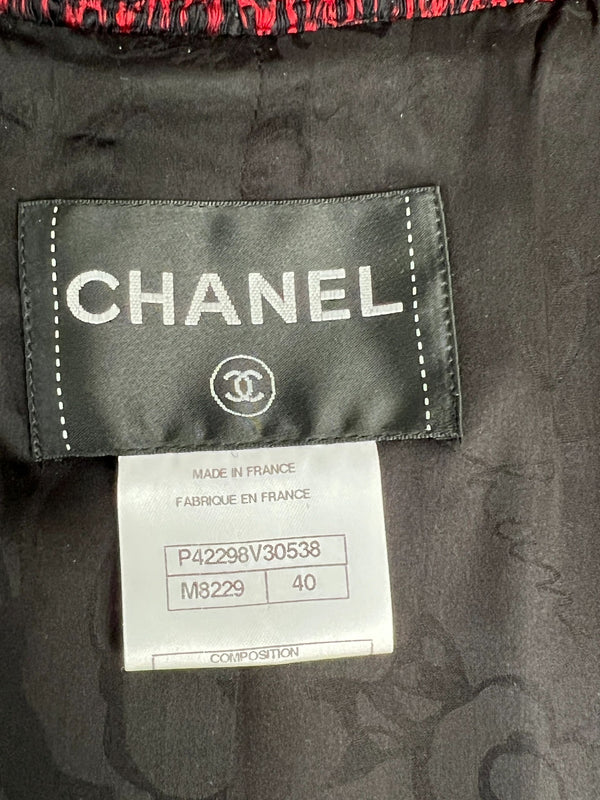 CHANEL
MADE IN FRANCE
FABRIQUE EN FRANCE
P42298V30538
M8229 40
COMPOSITION